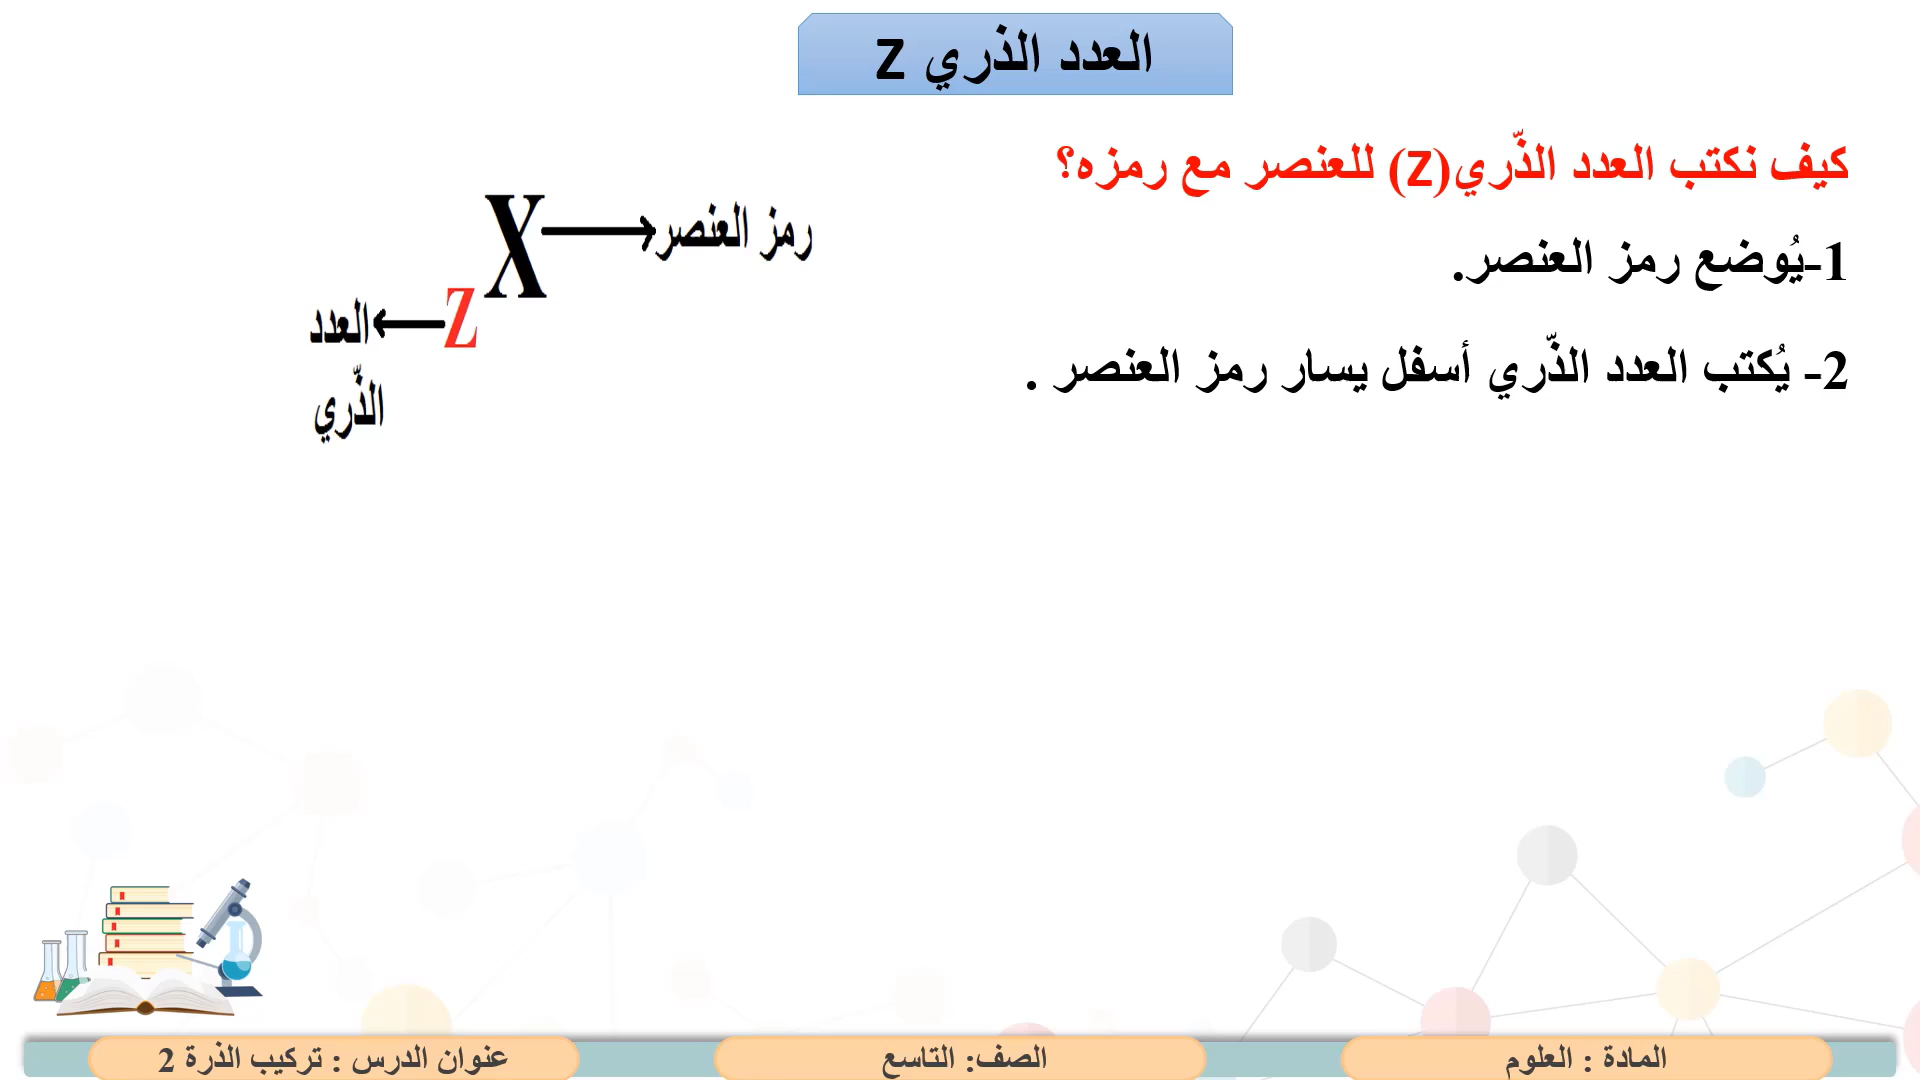 العدد الذري Z
كيف نكتب العدد الذّري(Z) للعنصر مع رمزه؟
1-يُوضع رمز العنصر.
2- يُكتب العدد الذّري أسفل يسار رمز العنصر .
X
رمز العنصر
Z
العدد
الذّري
المادة : العلوم
الصف: التاسع
عنوان الدرس : تركيب الذرة 2